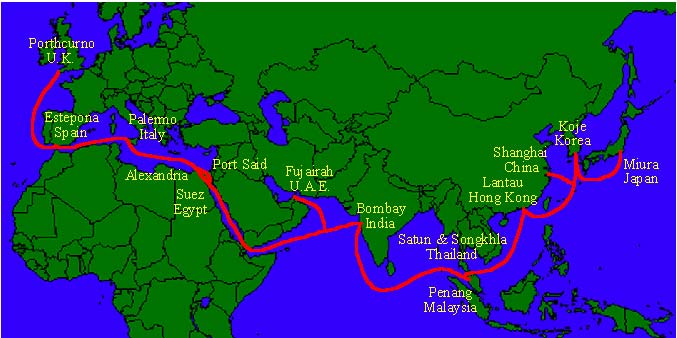 Porthcurno
U.K.
Estepona
Spain
Palermo
Italy
Alexandria
Port Said
Suez
Egypt
Fujairah
U.A.E.
Bombay
India
Satun & Songkhla
Thailand
Penang
Malaysia
Lantau
Hong Kong
Shanghai
China
Koje
Korea
Miura
Japan